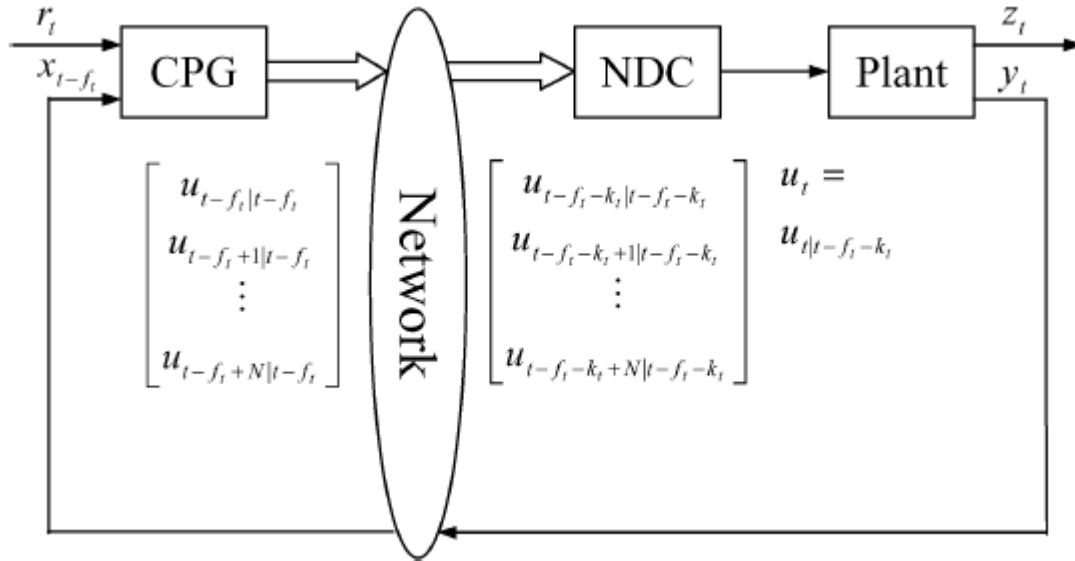 r_t
x_{t-f_t}
CPG
Network
NDC
Plant
z_t
y_t
u_{t-f_t|t-f_t}
u_{t-f_t+1|t-f_t}
⋮
u_{t-f_t+N|t-f_t}
u_{t-f_t-k_t|t-f_t-k_t}
u_{t-f_t-k_t+1|t-f_t-k_t}
⋮
u_{t-f_t-k_t+N|t-f_t-k_t}
u_t =
u_{t|t-f_t-k_t}